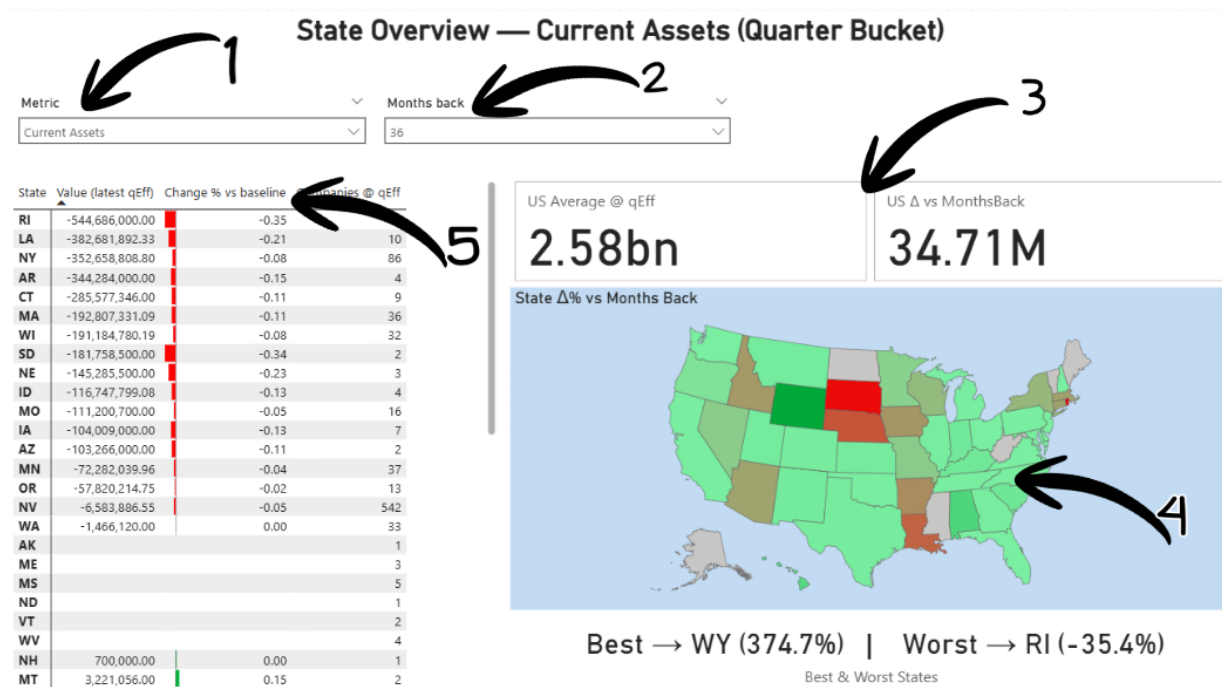 State Overview — Current Assets (Quarter Bucket)
1
2
3
Metric
Months back
Current Assets
36
State Value (latest qEff) Change % vs baseline @ qEff
RI -544,686,000.00 -0.35
LA -382,681,892.33 -0.21 10
NY -352,658,808.80 -0.08 86
AR -344,284,000.00 -0.15 4
CT -285,577,346.00 -0.11 9
MA -192,807,331.09 -0.11 36
WI -191,184,780.19 -0.08 32
SD -181,758,500.00 -0.34 2
NE -145,285,500.00 -0.23 3
ID -116,747,799.08 -0.13 4
MO -111,200,700.00 -0.05 16
IA -104,009,000.00 -0.13 7
AZ -103,266,000.00 -0.11 2
MN -72,282,039.96 -0.04 37
OR -57,820,214.75 -0.02 13
NV -6,583,886.55 -0.05 542
WA -1,466,120.00 0.00 33
AK 1
ME 3
MS 5
ND 1
VT 2
WV 4
NH 700,000.00 0.00 1
MT 3,221,056.00 0.15 2
5
US Average @ qEff
2.58bn
US Δ vs MonthsBack
34.71M
State Δ% vs Months Back
4
Best → WY (374.7%) | Worst → RI (-35.4%)
Best & Worst States